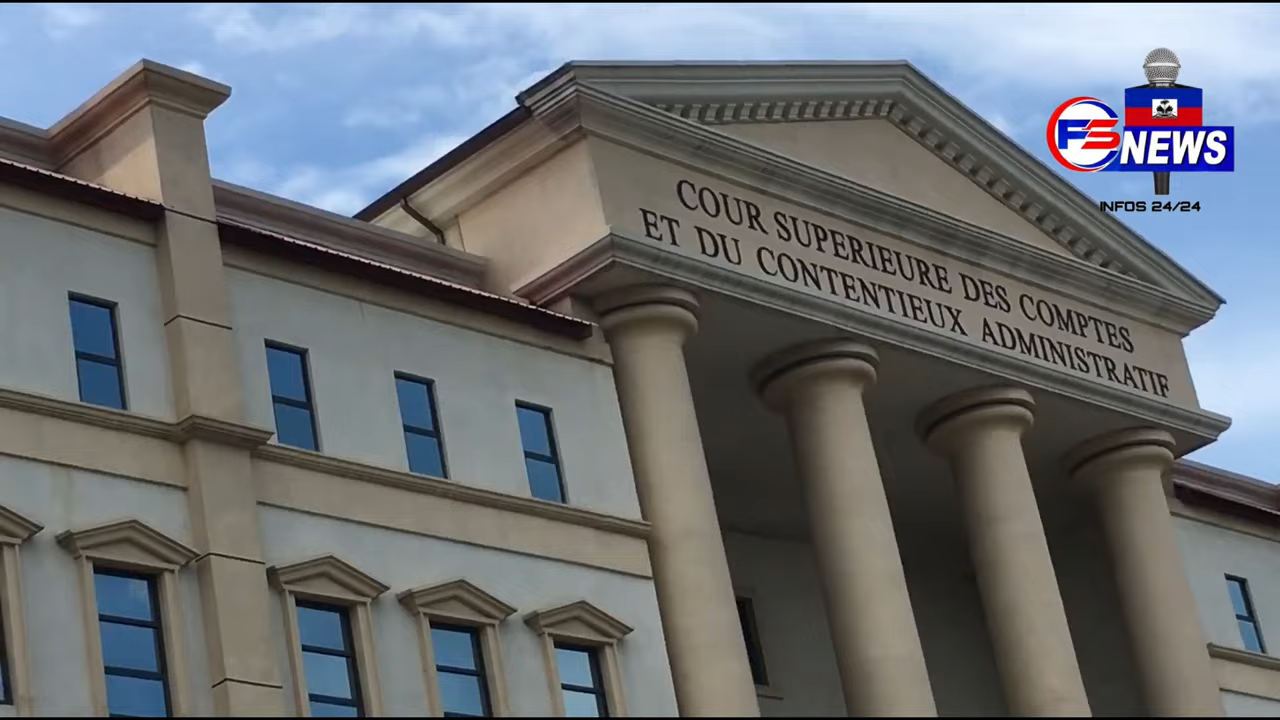 COUR SUPERIEURE DES COMPTES
ET DU CONTENTIEUX ADMINISTRATIF
FS NEWS
INFOS 24/24